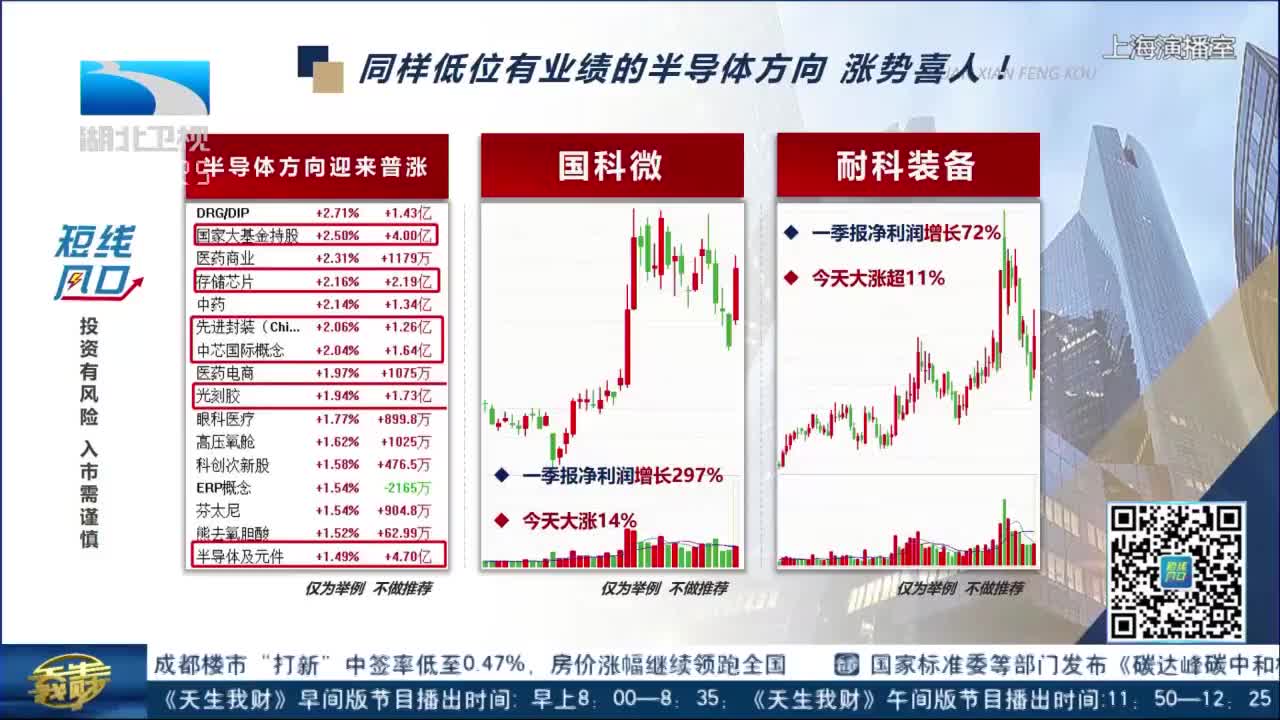 同样低位有业绩的半导体方向 涨势喜人！
上海演播室
湖北卫视
短线
风口
投资有风险 入市需谨慎
半导体方向迎来普涨
DRG/DIP +2.71% +1.43亿
国家大基金持股 +2.50% +4.00亿
医药商业 +2.31% +1179万
存储芯片 +2.16% +2.19亿
中药 +2.14% +1.34亿
先进封装（Chi... +2.06% +1.26亿
中芯国际概念 +2.04% +1.64亿
医药电商 +1.97% +1075万
光刻胶 +1.94% +1.73亿
眼科医疗 +1.77% +899.8万
高压氧舱 +1.62% +1025万
科创次新股 +1.58% +476.5万
ERP概念 +1.54% -2165万
芬太尼 +1.54% +904.8万
熊去氧胆酸 +1.52% +62.99万
半导体及元件 +1.49% +4.70亿
仅为举例 不做推荐
国科微
一季报净利润增长297%
今天大涨14%
仅为举例 不做推荐
耐科装备
一季报净利润增长72%
今天大涨超11%
仅为举例 不做推荐
短线
风口
天生我财
成都楼市“打新”中签率低至0.47%，房价涨幅继续领跑全国 国家标准委等部门发布《碳达峰碳中和
《天生我财》早间版节目播出时间：早上8：00—8：35；《天生我财》午间版节目播出时间:11：50—12：25